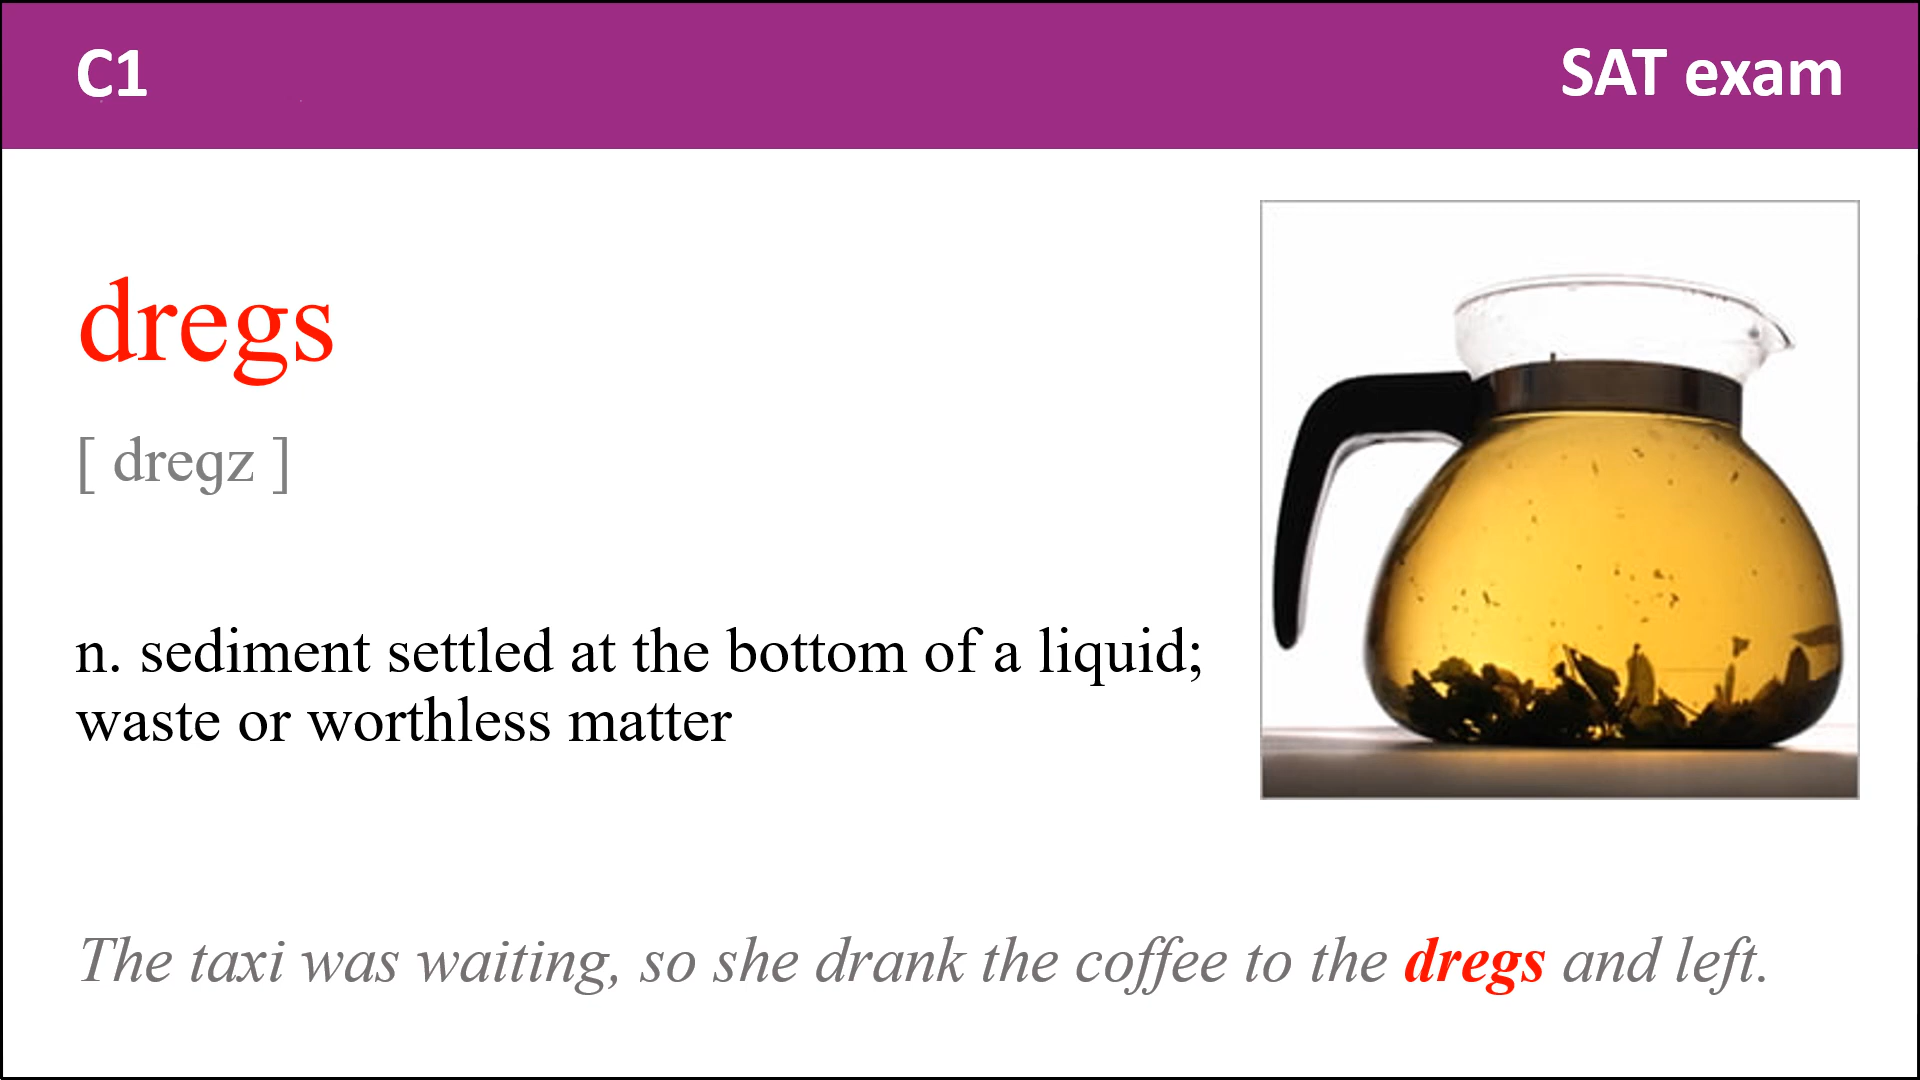 C1
SAT exam
dregs
[ dregz ]
n. sediment settled at the bottom of a liquid;
waste or worthless matter
The taxi was waiting, so she drank the coffee to the dregs and left.